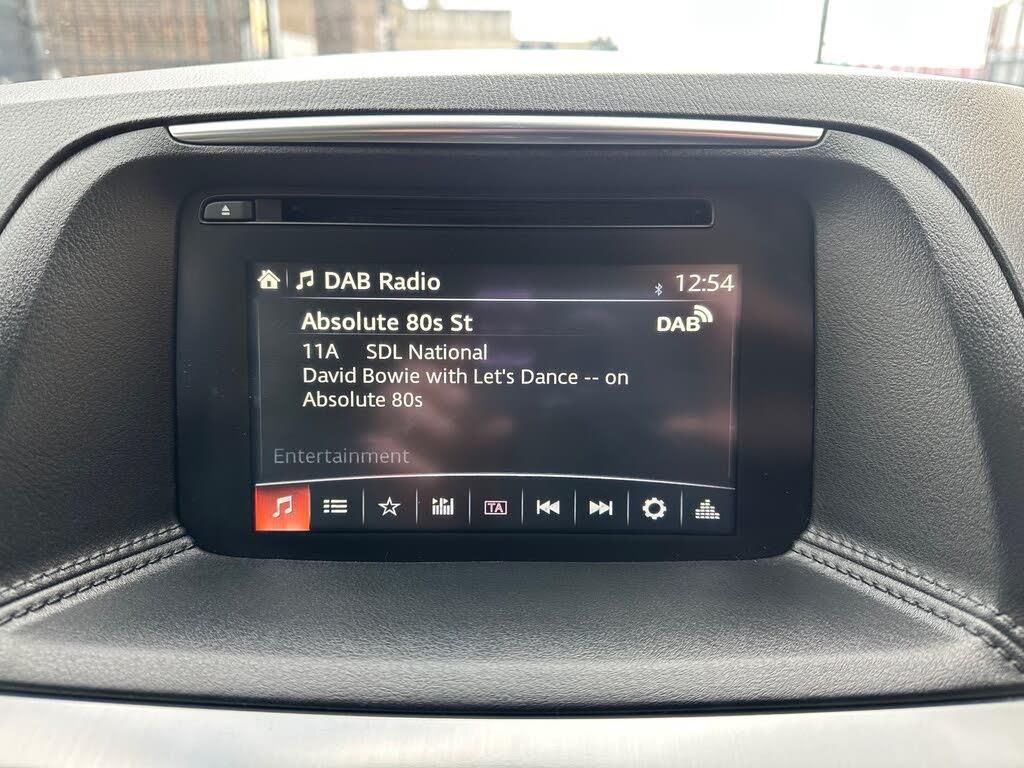 DAB Radio 12:54
Absolute 80s St DAB
11A SDL National
David Bowie with Let's Dance -- on
Absolute 80s
Entertainment
TA